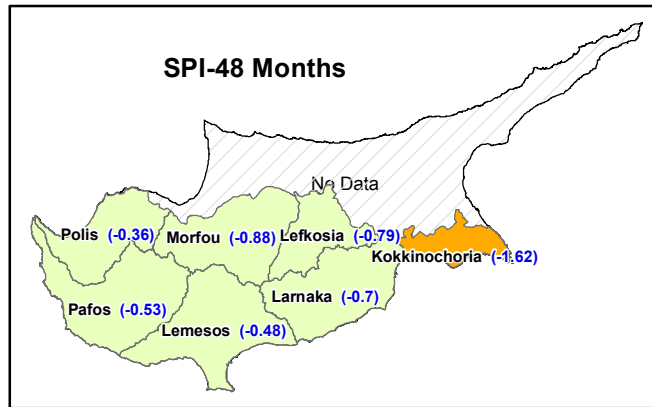 SPI-48 Months
No Data
Polis (-0.36)
Morfou (-0.88)
Lefkosia (-0.79)
Kokkinochoria (-1.62)
Pafos (-0.53)
Larnaka (-0.7)
Lemesos (-0.48)